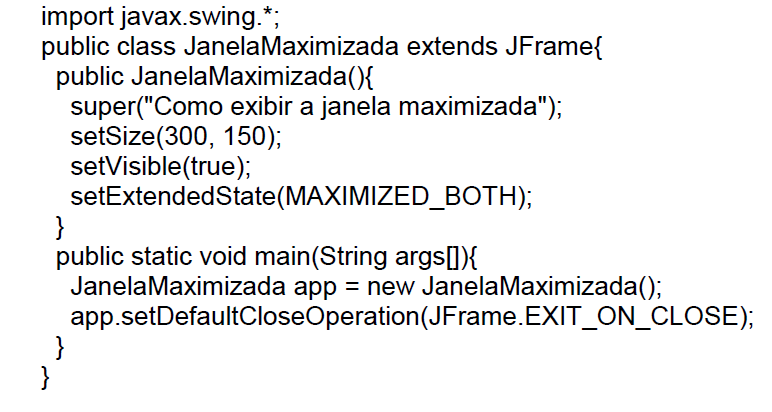 import javax.swing.*;
public class JanelaMaximizada extends JFrame{
public JanelaMaximizada(){
super("Como exibir a janela maximizada");
setSize(300, 150);
setVisible(true);
setExtendedState(MAXIMIZED_BOTH);
}
public static void main(String args[]){
JanelaMaximizada app = new JanelaMaximizada();
app.setDefaultCloseOperation(JFrame.EXIT_ON_CLOSE);
}
}